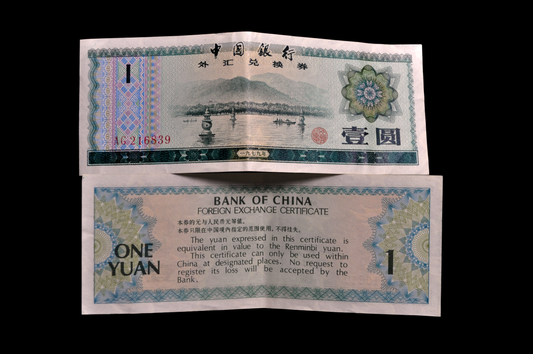 中国银行
外汇兑换券
1
AG216839
一九七九年
壹圆
BANK OF CHINA
FOREIGN EXCHANGE CERTIFICATE
本券的元与人民币元等值。
本券只限在中国境内指定的范围使用,不得挂失。
The yuan expressed in this certificate is
equivalent in value to the Renminbi yuan.
This certificate can only be used within
China at designated places. No request to
register its loss will be accepted by the
Bank.
ONE
YUAN
1